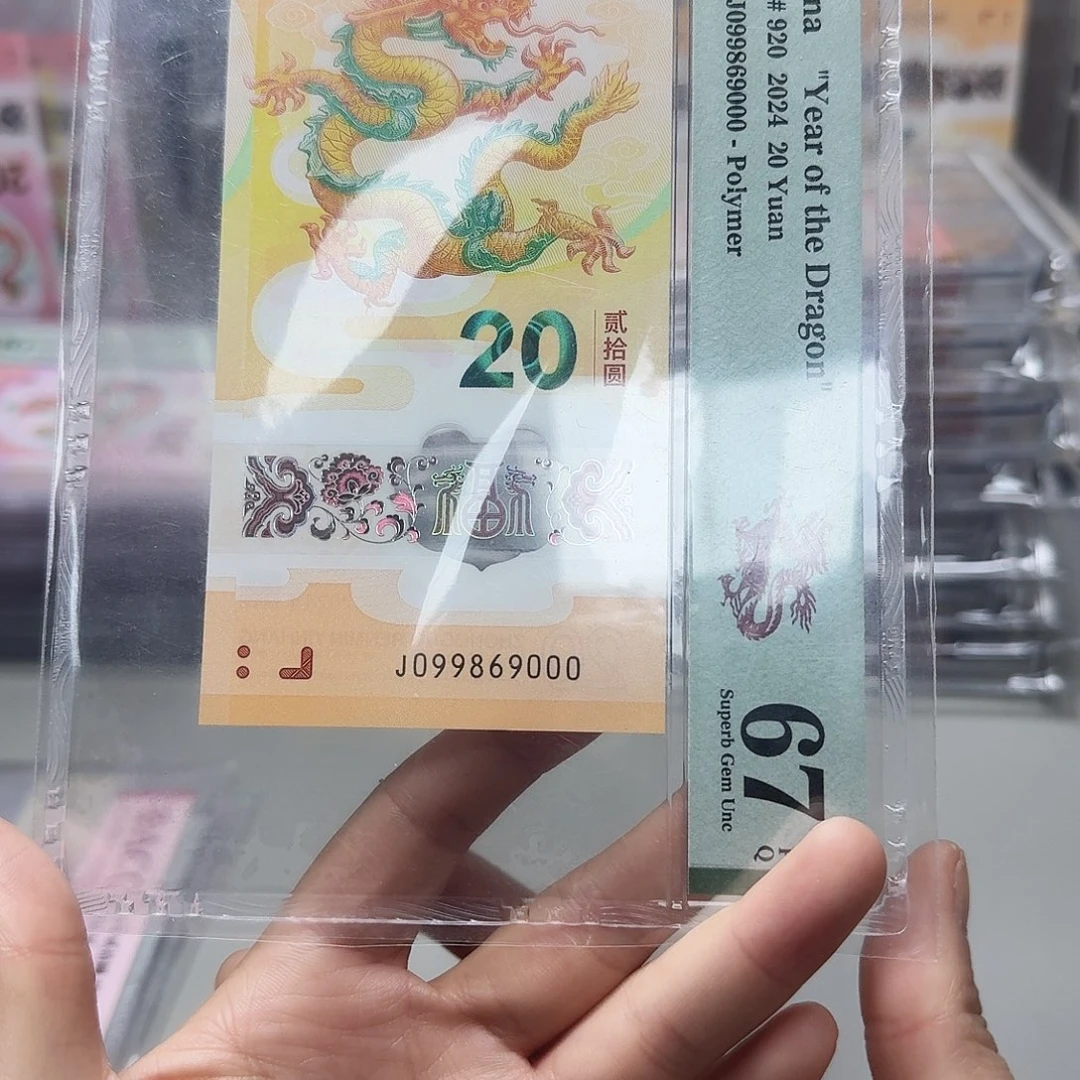 20
贰拾圆
J099869000
na "Year of the Dragon"
# 920 2024 20 Yuan
J099869000 - Polymer
67
Superb Gem Unc
Q